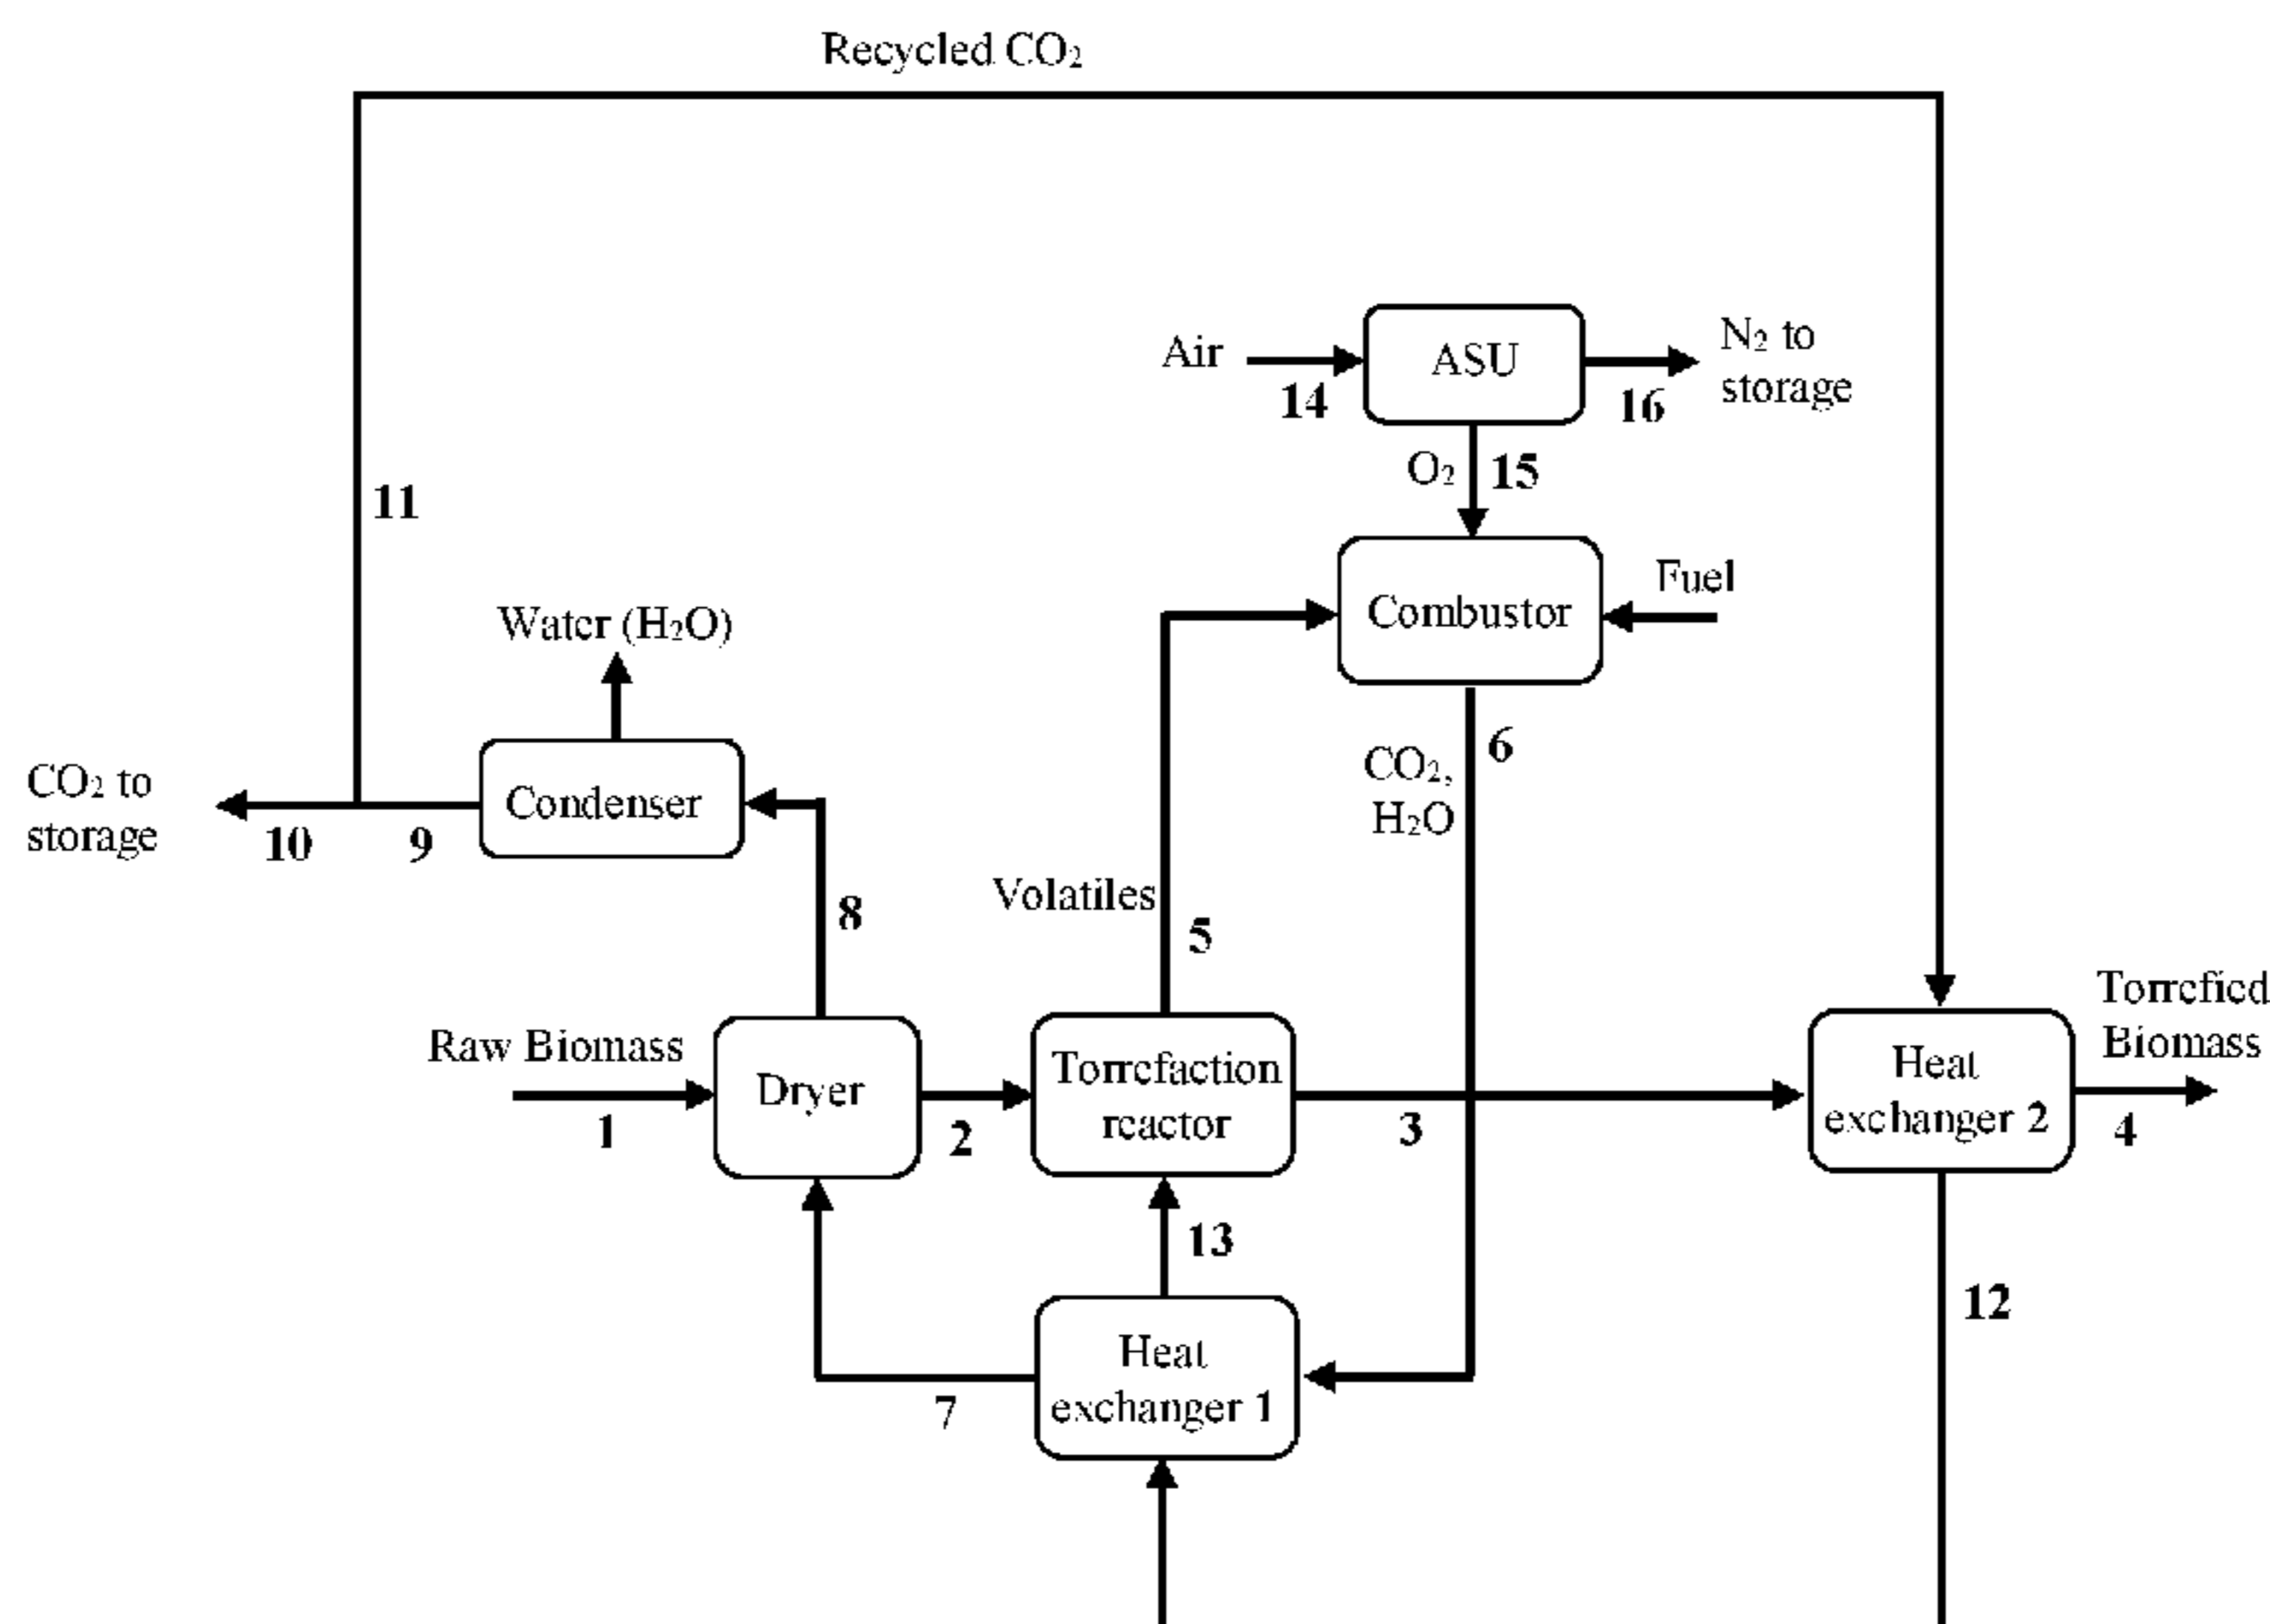 Recycled CO₂
Air
14
ASU
16
N₂ to
storage
O₂
15
11
Combustor
Fuel
Water (H₂O)
6
CO₂,
H₂O
CO₂ to
storage
10
9
Condenser
8
Volatiles
5
Raw Biomass
1
Dryer
2
Torrefaction
reactor
3
Heat
exchanger 2
Torrefied
Biomass
4
13
12
7
Heat
exchanger 1